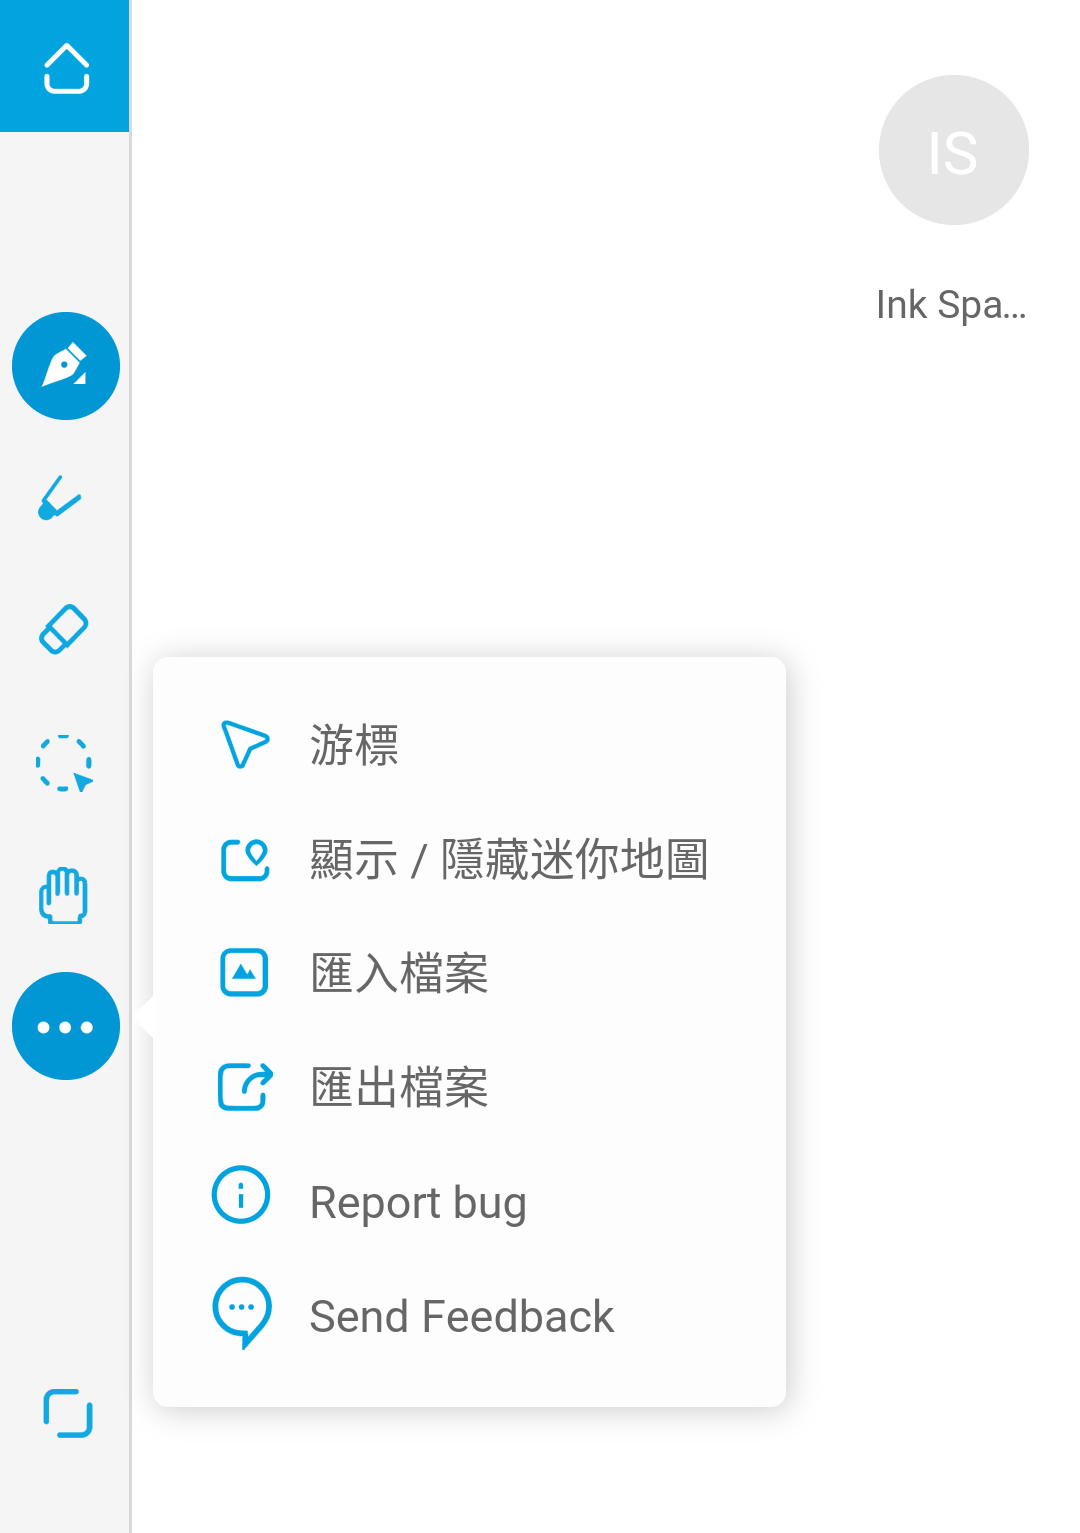 IS
Ink Spa...
游標
顯示 / 隱藏迷你地圖
匯入檔案
匯出檔案
Report bug
Send Feedback